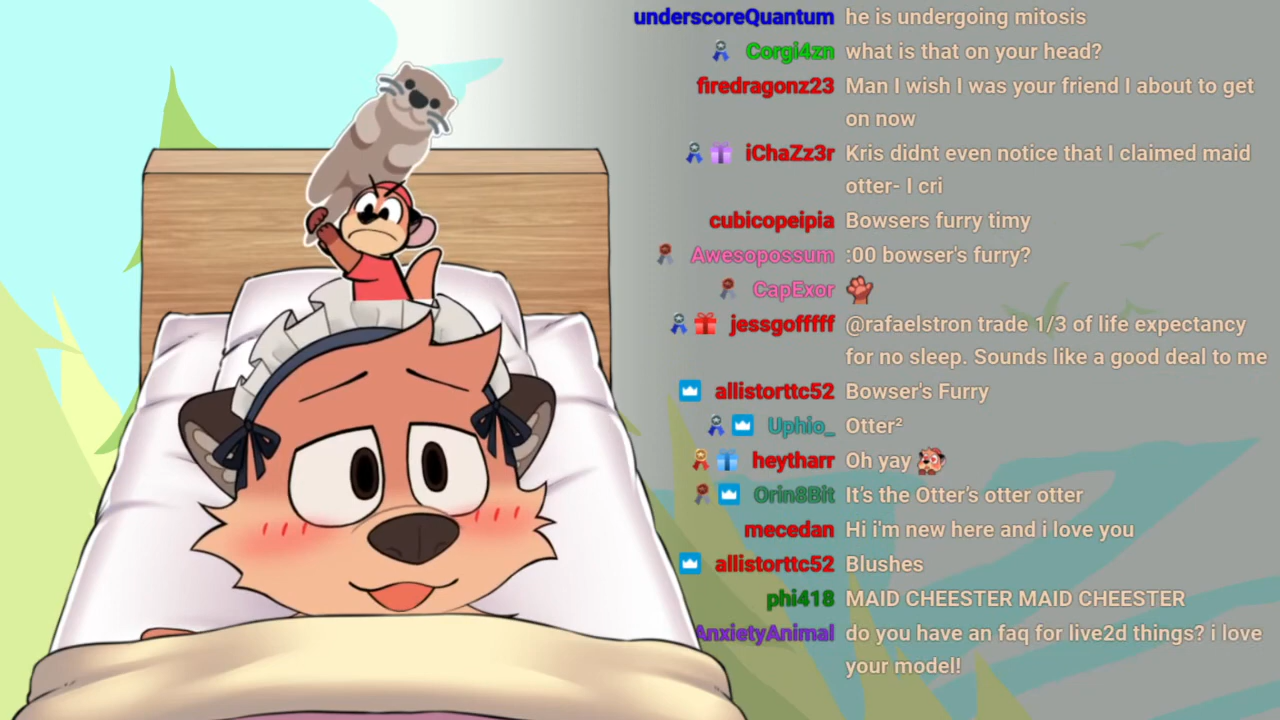 underscoreQuantum he is undergoing mitosis
Corgi4zn what is that on your head?
firedragonz23 Man I wish I was your friend I about to get
on now
iChaZz3r Kris didnt even notice that I claimed maid
otter- I cri
cubicopeipia Bowsers furry timy
Awesopossum :00 bowser's furry?
CapExor
jessgofffff @rafaelstron trade 1/3 of life expectancy
for no sleep. Sounds like a good deal to me
allistorttc52 Bowser's Furry
Uphio_ Otter²
heytharr Oh yay
Orin8Bit It's the Otter's otter otter
mecedan Hi i'm new here and i love you
allistorttc52 Blushes
phi418 MAID CHEESTER MAID CHEESTER
AnxietyAnimal do you have an faq for live2d things? i love
your model!